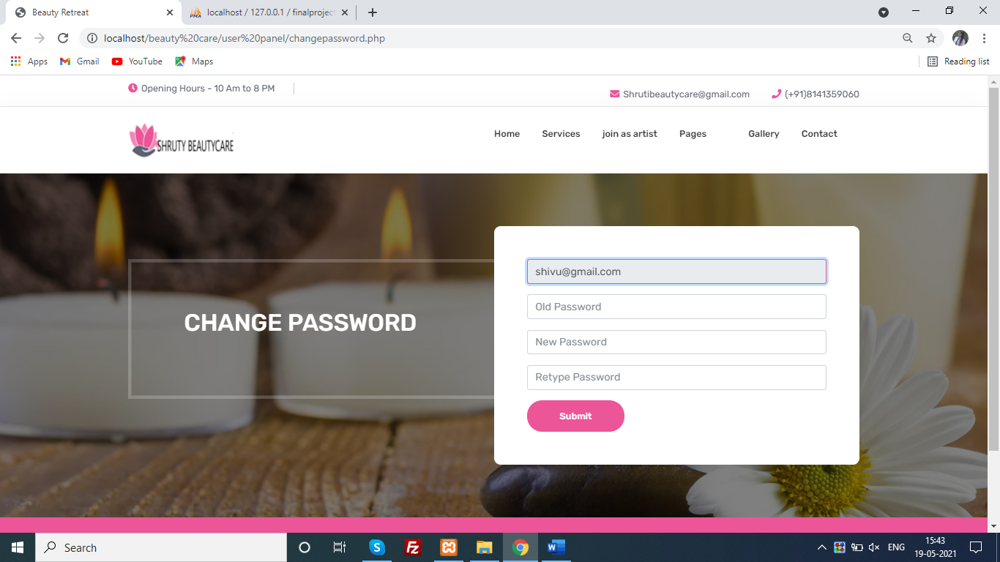 Beauty Retreat
localhost / 127.0.0.1 / finalproject
localhost/beauty%20care/user%20panel/changepassword.php
Apps Gmail YouTube Maps Reading list
Opening Hours - 10 Am to 8 PM
Shrutibeautycare@gmail.com (+91)8141359060
SHRUTY BEAUTYCARE
Home Services join as artist Pages Gallery Contact
shivu@gmail.com
Old Password
CHANGE PASSWORD
New Password
Retype Password
Submit
Search
ENG
15:43
19-05-2021